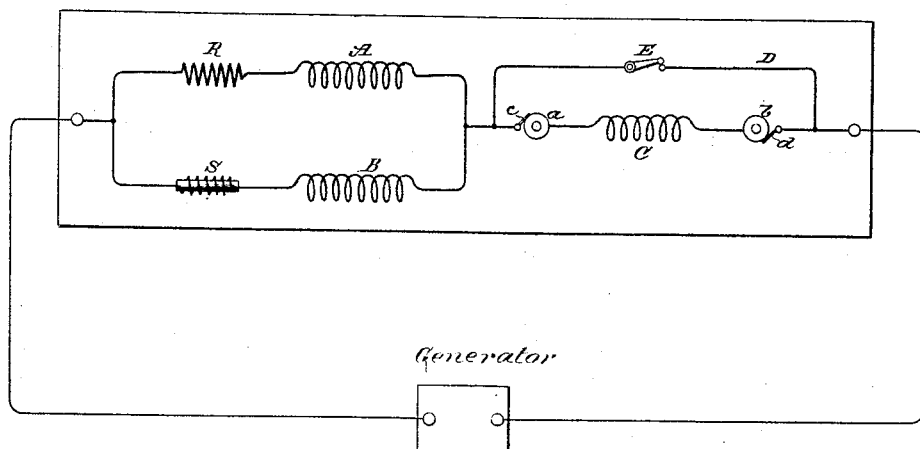 R A E D
c a b
C d
S B
Generator